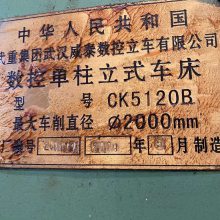 中华人民共和国
武重集团武汉威泰数控立车有限公司
数控单柱立式车床
型 号 CK5120B
最大车削直径 Ø2000mm
编号 年 月制造